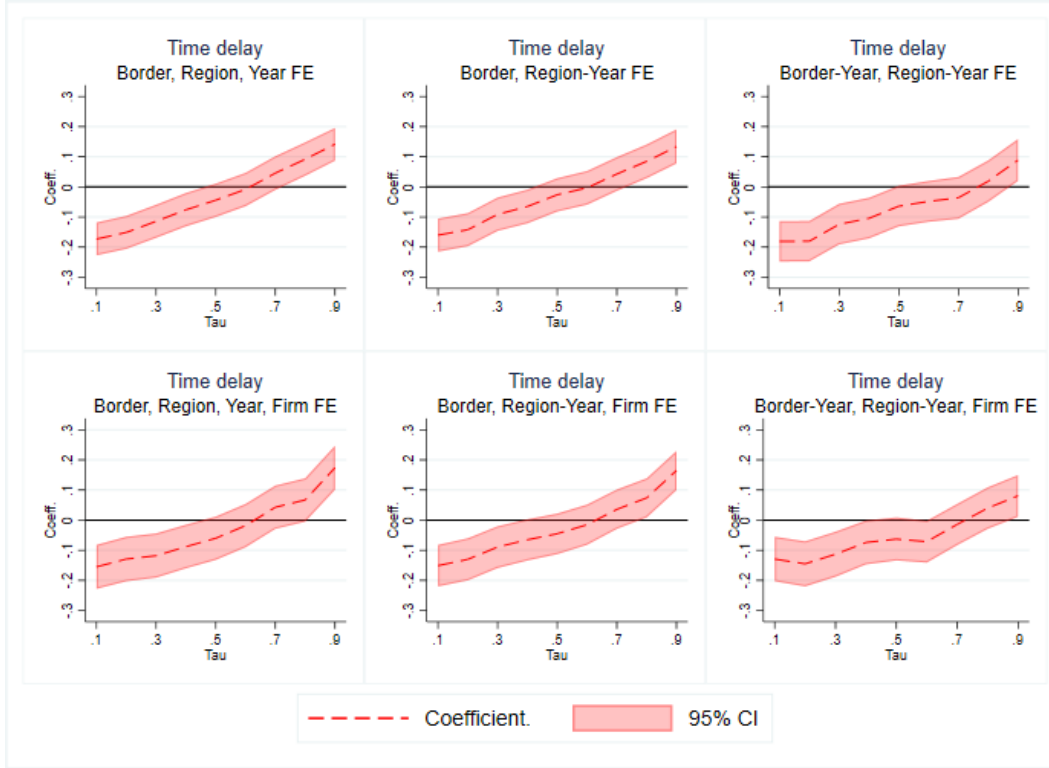 Time delay
Border, Region, Year FE
Coeff.
.3
.2
.1
0
-.1
-.2
-.3
.1 .3 .5 .7 .9
Tau
Time delay
Border, Region-Year FE
Coeff.
.3
.2
.1
0
-.1
-.2
-.3
.1 .3 .5 .7 .9
Tau
Time delay
Border-Year, Region-Year FE
Coeff.
.3
.2
.1
0
-.1
-.2
-.3
.1 .3 .5 .7 .9
Tau
Time delay
Border, Region, Year, Firm FE
Coeff.
.3
.2
.1
0
-.1
-.2
-.3
.1 .3 .5 .7 .9
Tau
Time delay
Border, Region-Year, Firm FE
Coeff.
.3
.2
.1
0
-.1
-.2
-.3
.1 .3 .5 .7 .9
Tau
Time delay
Border-Year, Region-Year, Firm FE
Coeff.
.3
.2
.1
0
-.1
-.2
-.3
.1 .3 .5 .7 .9
Tau
Coefficient. 95% CI